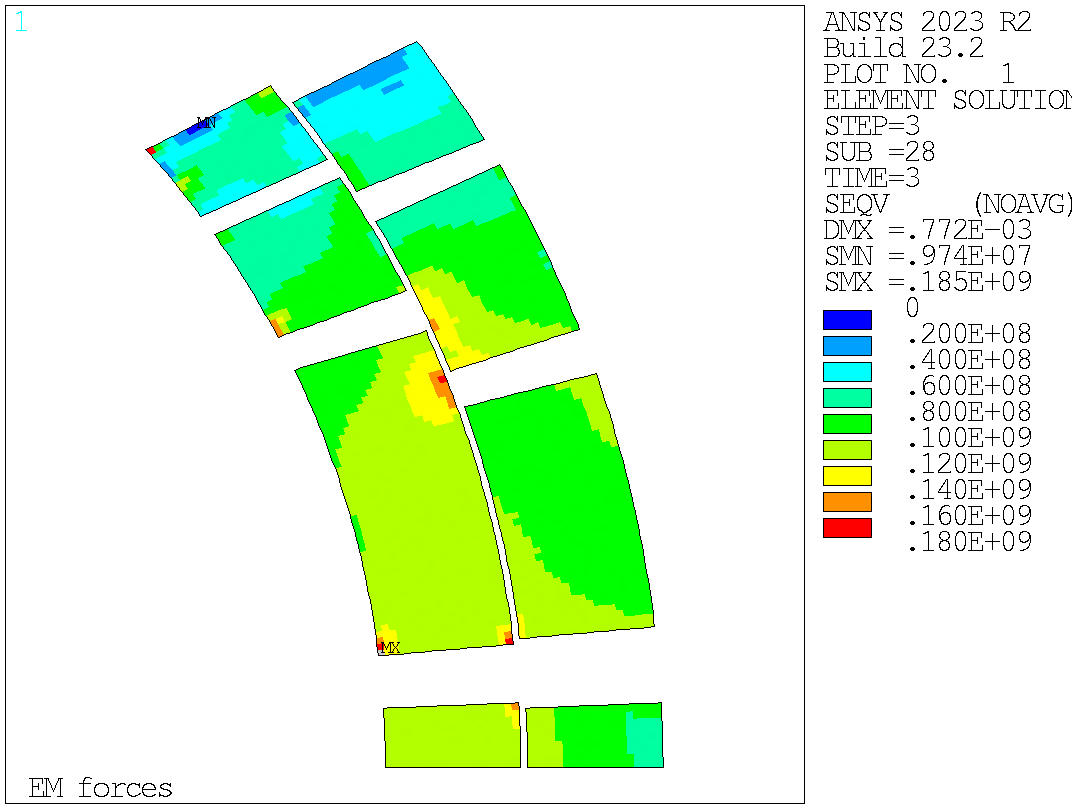 1
ANSYS 2023 R2
Build 23.2
PLOT NO. 1
ELEMENT SOLUTION
STEP=3
SUB =28
TIME=3
SEQV (NOAVG)
DMX =.772E-03
SMN =.974E+07
SMX =.185E+09
0
.200E+08
.400E+08
.600E+08
.800E+08
.100E+09
.120E+09
.140E+09
.160E+09
.180E+09
MN
MX
EM forces